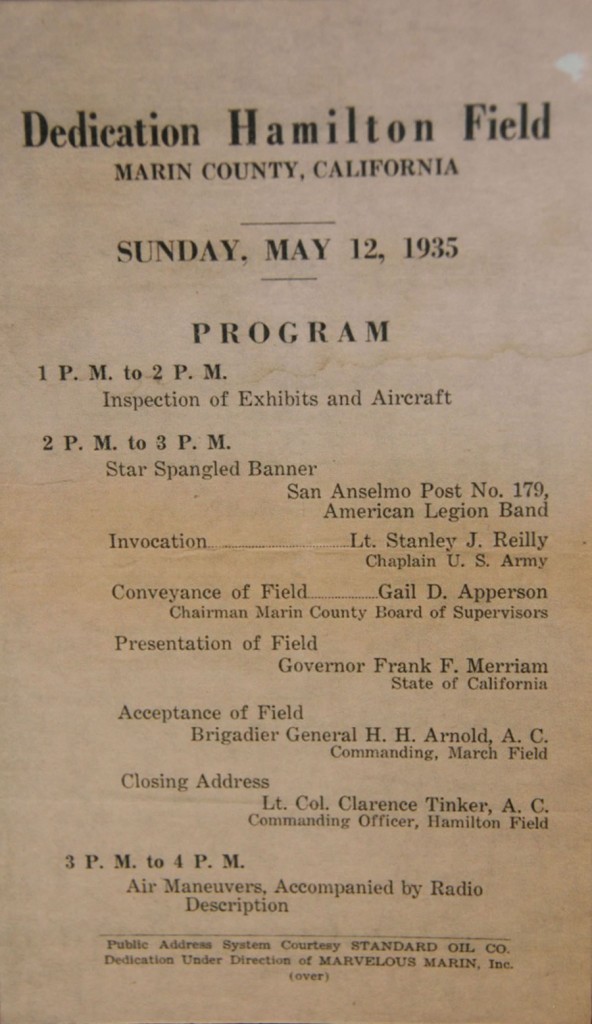 Dedication Hamilton Field
MARIN COUNTY, CALIFORNIA
SUNDAY, MAY 12, 1935
PROGRAM
1 P. M. to 2 P. M.
Inspection of Exhibits and Aircraft
2 P. M. to 3 P. M.
Star Spangled Banner
San Anselmo Post No. 179,
American Legion Band
Invocation....................Lt. Stanley J. Reilly
Chaplain U. S. Army
Conveyance of Field..........Gail D. Apperson
Chairman Marin County Board of Supervisors
Presentation of Field
Governor Frank F. Merriam
State of California
Acceptance of Field
Brigadier General H. H. Arnold, A. C.
Commanding, March Field
Closing Address
Lt. Col. Clarence Tinker, A. C.
Commanding Officer, Hamilton Field
3 P. M. to 4 P. M.
Air Maneuvers, Accompanied by Radio
Description
Public Address System Courtesy STANDARD OIL CO.
Dedication Under Direction of MARVELOUS MARIN, Inc.
(over)